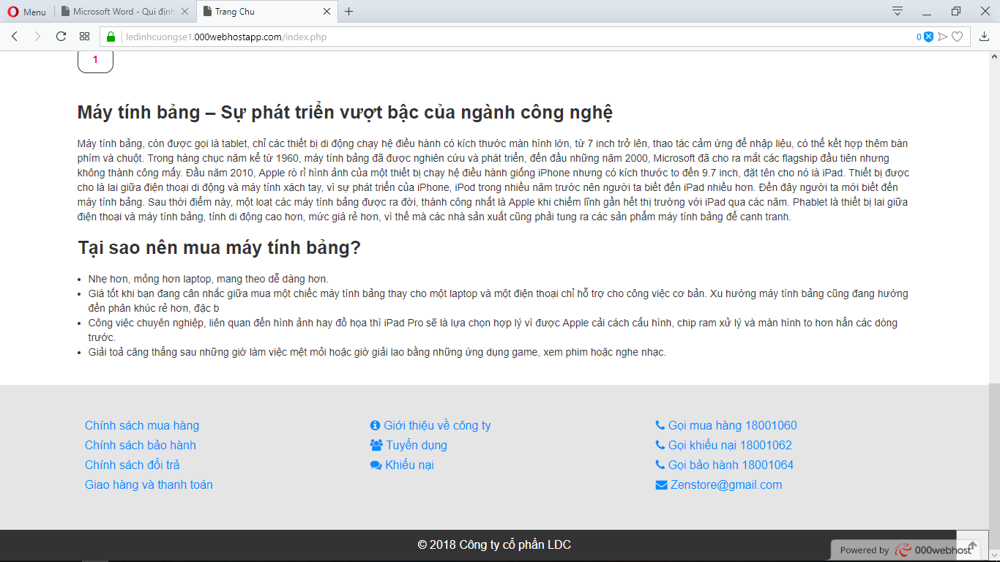 Menu
Microsoft Word - Qui định
Trang Chu
ledinhcuongse1.000webhostapp.com/index.php
0
1
Máy tính bảng – Sự phát triển vượt bậc của ngành công nghệ
Máy tính bảng, còn được gọi là tablet, chỉ các thiết bị di động chạy hệ điều hành có kích thước màn hình lớn, từ 7 inch trở lên, thao tác cảm ứng để nhập liệu, có thể kết hợp thêm bàn
phím và chuột. Trong hàng chục năm kể từ 1960, máy tính bảng đã được nghiên cứu và phát triển, đến đầu những năm 2000, Microsoft đã cho ra mắt các flagship đầu tiên nhưng
không thành công mấy. Đầu năm 2010, Apple rò rỉ hình ảnh của một thiết bị chạy hệ điều hành giống iPhone nhưng có kích thước to đến 9.7 inch, đặt tên cho nó là iPad. Thiết bị được
cho là lai giữa điện thoại di động và máy tính xách tay, vì sự phát triển của iPhone, iPod trong nhiều năm trước nên người ta biết đến iPad nhiều hơn. Đến đây người ta mới biết đến
máy tính bảng. Sau thời điểm này, một loạt các máy tính bảng được ra đời, thành công nhất là Apple khi chiếm lĩnh gần hết thị trường với iPad qua các năm. Phablet là thiết bị lai giữa
điện thoại và máy tính bảng, tính di động cao hơn, mức giá rẻ hơn, vì thế mà các nhà sản xuất cũng phải tung ra các sản phẩm máy tính bảng để cạnh tranh.
Tại sao nên mua máy tính bảng?
Nhẹ hơn, mỏng hơn laptop, mang theo dễ dàng hơn.
Giá tốt khi bạn đang cân nhắc giữa mua một chiếc máy tính bảng thay cho một laptop và một điện thoại chỉ hỗ trợ cho công việc cơ bản. Xu hướng máy tính bảng cũng đang hướng
đến phân khúc rẻ hơn, đặc b
Công việc chuyên nghiệp, liên quan đến hình ảnh hay đồ họa thì iPad Pro sẽ là lựa chọn hợp lý vì được Apple cải cách cấu hình, chip ram xử lý và màn hình to hơn hẳn các dòng
trước.
Giải toả căng thẳng sau những giờ làm việc mệt mỏi hoặc giờ giải lao bằng những ứng dụng game, xem phim hoặc nghe nhạc.
Chính sách mua hàng
Chính sách bảo hành
Chính sách đổi trả
Giao hàng và thanh toán
Giới thiệu về công ty
Tuyển dụng
Khiếu nại
Gọi mua hàng 18001060
Gọi khiếu nại 18001062
Gọi bảo hành 18001064
Zenstore@gmail.com
© 2018 Công ty cổ phần LDC
Powered by 000webhost